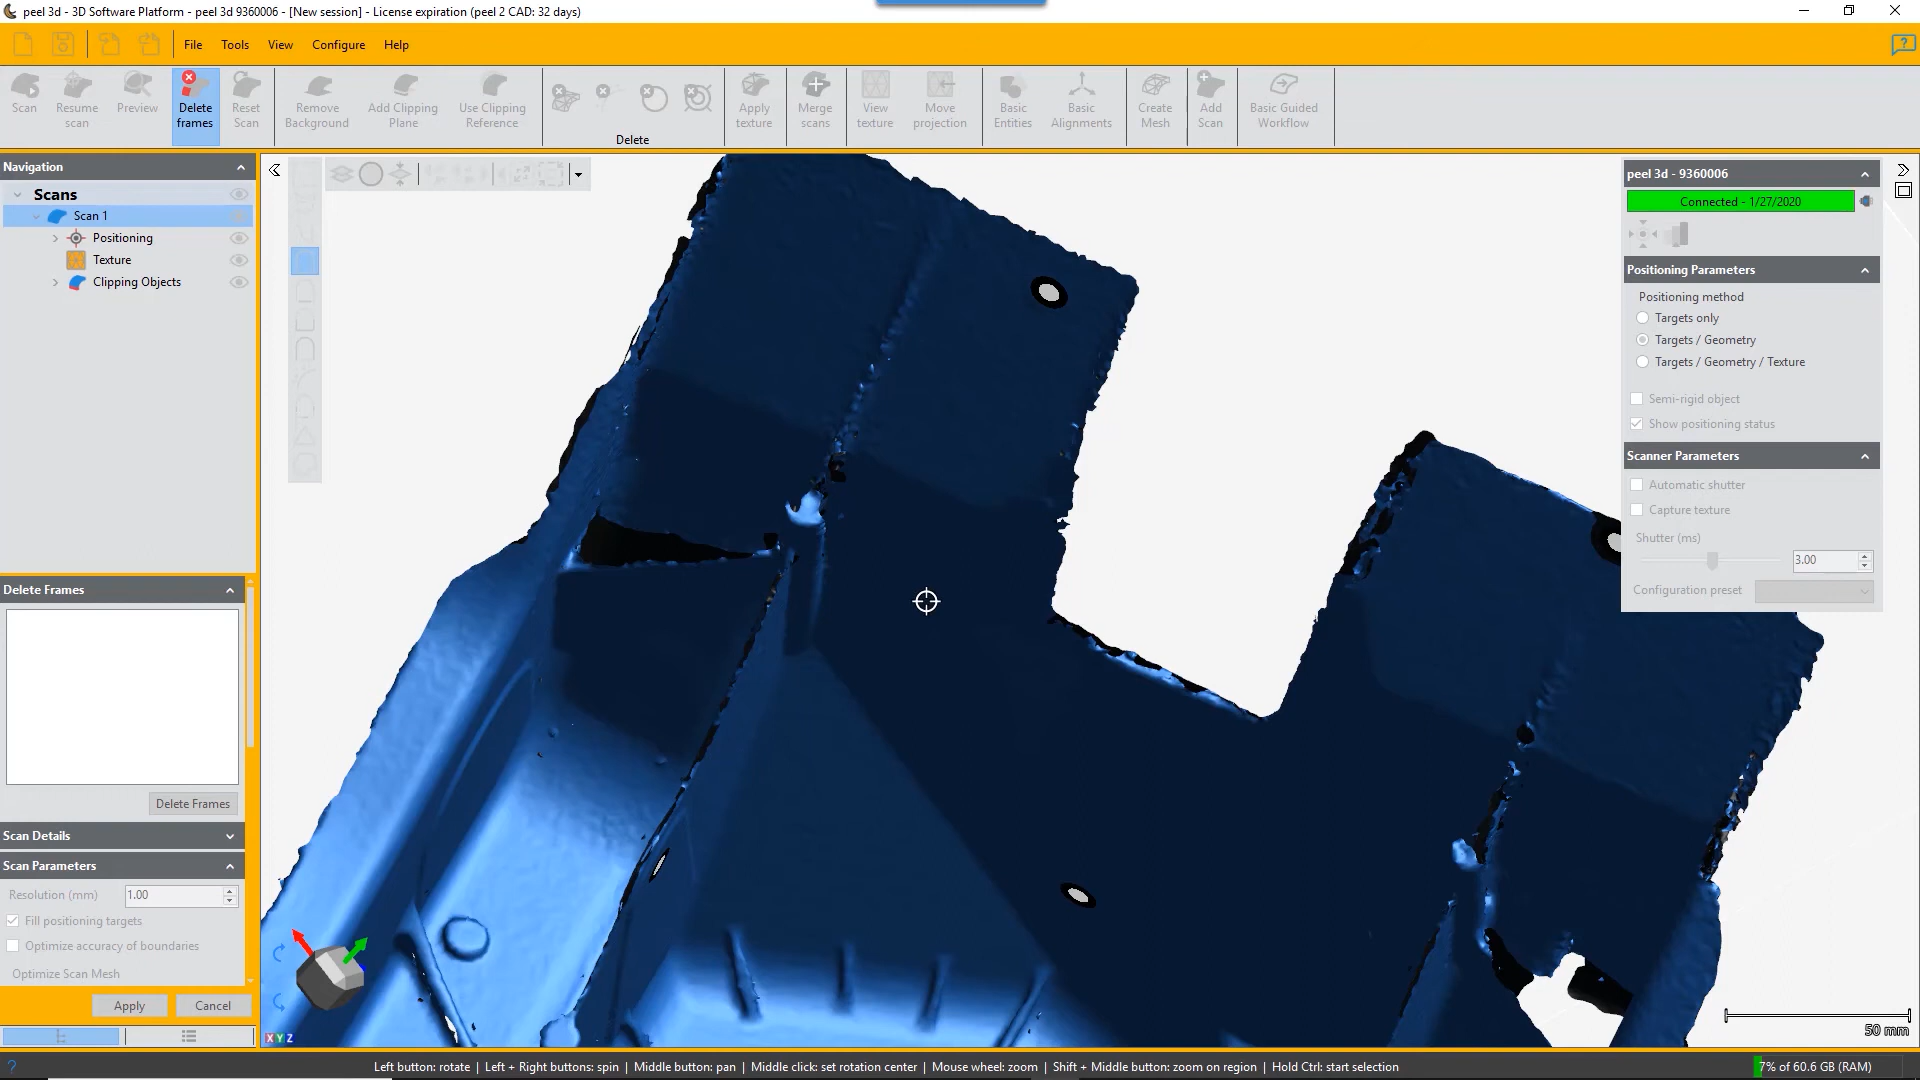 peel 3d - 3D Software Platform - peel 3d 9360006 - [New session] - License expiration (peel 2 CAD: 32 days)
File Tools View Configure Help
Scan
Resume scan
Preview
Delete frames
Reset Scan
Remove Background
Add Clipping Plane
Use Clipping Reference
Delete
Apply texture
Merge scans
View texture
Move projection
Basic Entities
Basic Alignments
Create Mesh
Add Scan
Basic Guided Workflow
Navigation
Scans
Scan 1
Positioning
Texture
Clipping Objects
Delete Frames
Delete Frames
Scan Details
Scan Parameters
Resolution (mm) 1.00
Fill positioning targets
Optimize accuracy of boundaries
Optimize Scan Mesh
Apply Cancel
X Y Z
peel 3d - 9360006
Connected - 1/27/2020
Positioning Parameters
Positioning method
Targets only
Targets / Geometry
Targets / Geometry / Texture
Semi-rigid object
Show positioning status
Scanner Parameters
Automatic shutter
Capture texture
Shutter (ms)
3.00
Configuration preset
50 mm
? Left button: rotate | Left + Right buttons: spin | Middle button: pan | Middle click: set rotation center | Mouse wheel: zoom | Shift + Middle button: zoom on region | Hold Ctrl: start selection
7% of 60.6 GB (RAM)